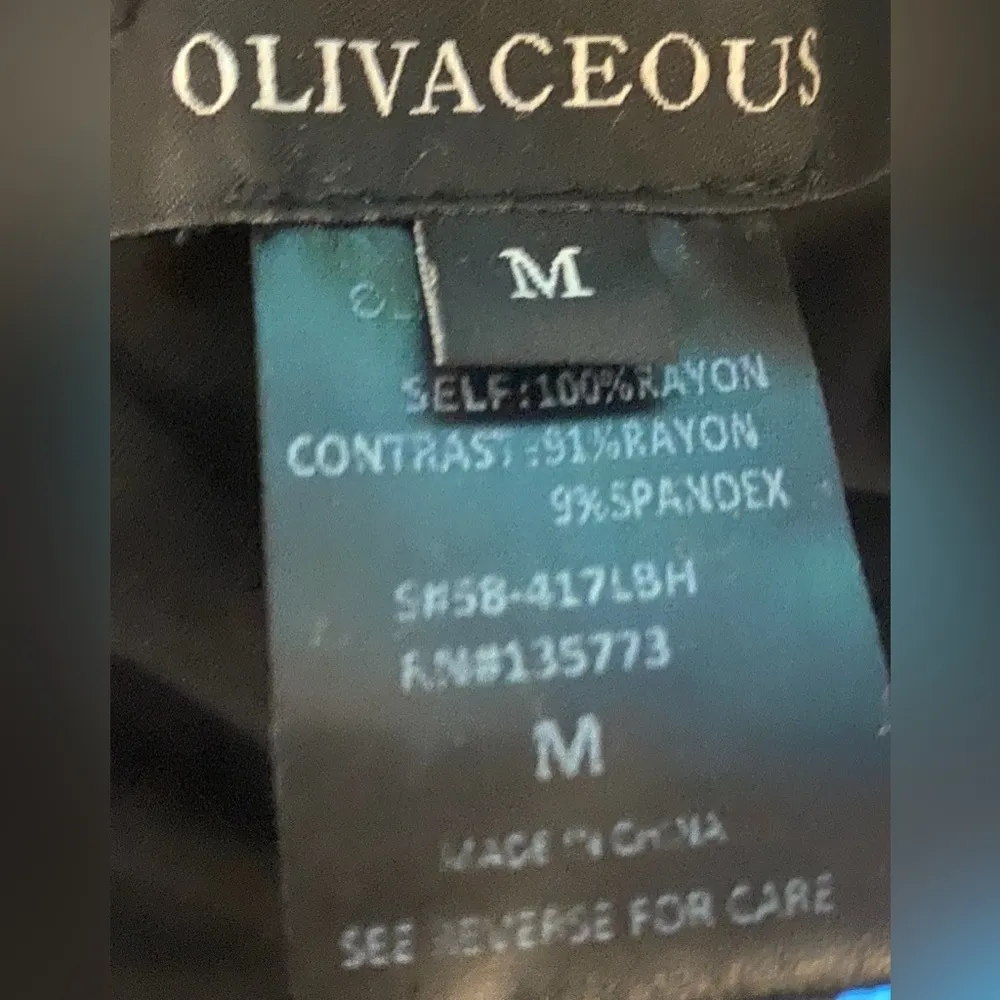 OLIVACEOUS
M
SELF:100%RAYON
CONTRAST:91%RAYON
9%SPANDEX
S#58-417LBH
RN#135773
M
MADE IN CHINA
SEE REVERSE FOR CARE